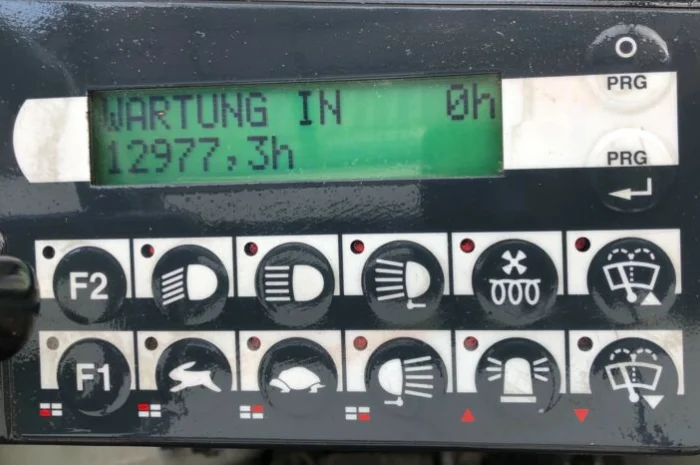 WARTUNG IN 0h
12977,3h
PRG
PRG
F2
F1